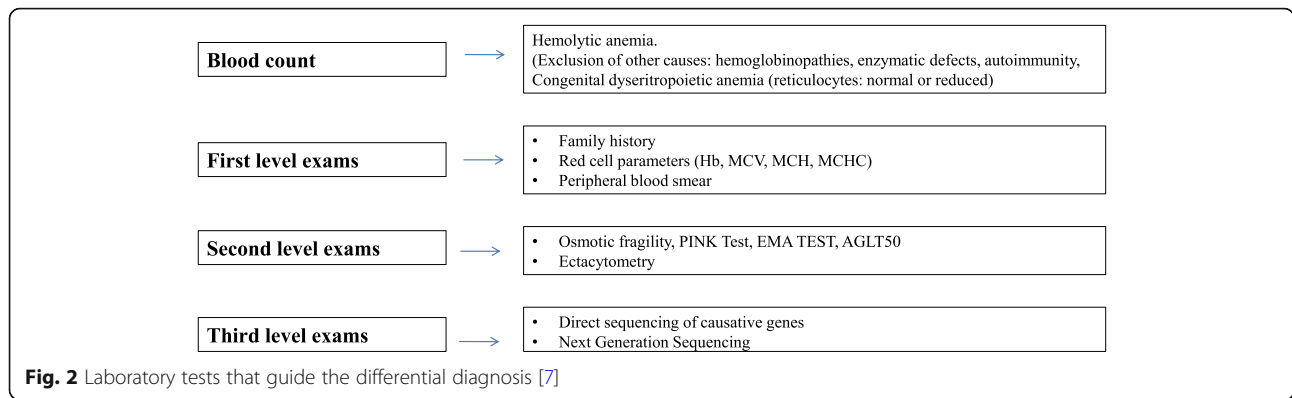 Blood count
Hemolytic anemia.
(Exclusion of other causes: hemoglobinopathies, enzymatic defects, autoimmunity,
Congenital dyseritropoietic anemia (reticulocytes: normal or reduced)
First level exams
• Family history
• Red cell parameters (Hb, MCV, MCH, MCHC)
• Peripheral blood smear
Second level exams
• Osmotic fragility, PINK Test, EMA TEST, AGLT50
• Ectacytometry
Third level exams
• Direct sequencing of causative genes
• Next Generation Sequencing
Fig. 2 Laboratory tests that guide the differential diagnosis [7]